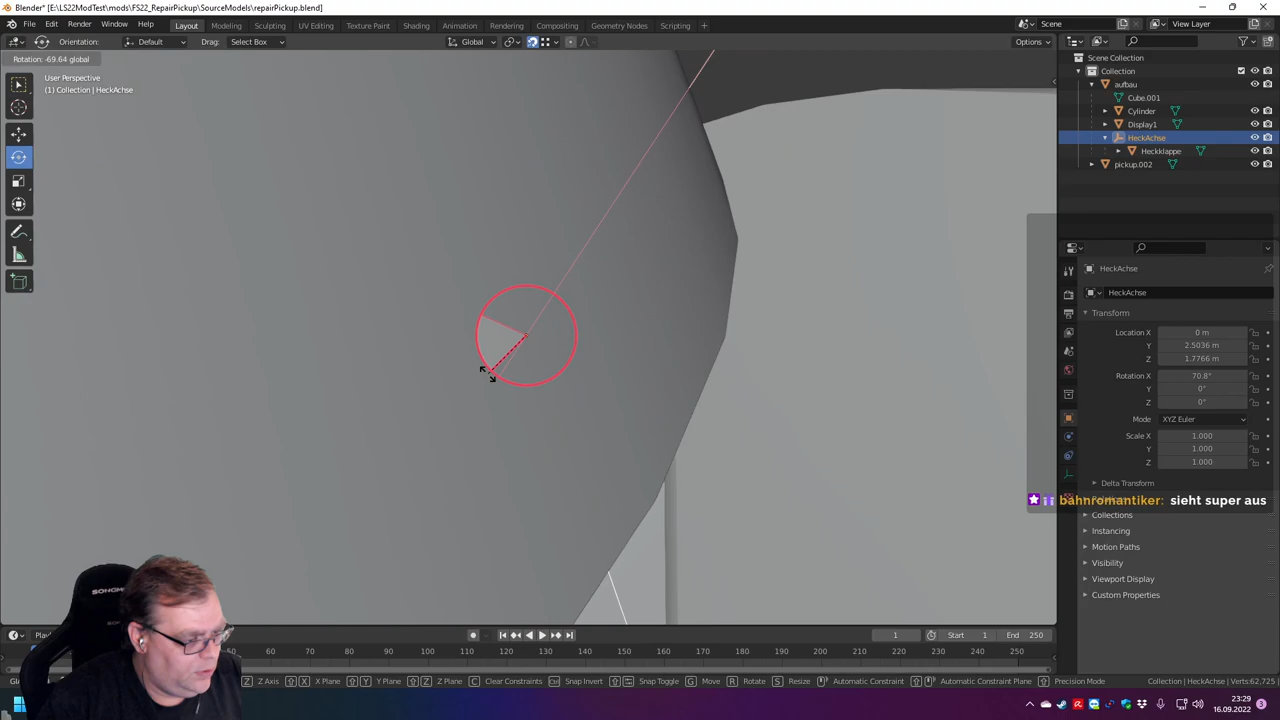 Blender* [E:\LS22ModTest\mods\FS22_RepairPickup\SourceModels\repairPickup.blend]
File Edit Render Window Help Layout Modeling Sculpting UV Editing Texture Paint Shading Animation Rendering Compositing Geometry Nodes Scripting + Scene View Layer
Orientation: Default Drag: Select Box Global Options
Rotation: -69.64 global
User Perspective
(1) Collection | HeckAchse
Scene Collection
Collection
aufbau
Cube.001
Cylinder
Display1
HeckAchse
Heckklappe
pickup.002
HeckAchse
HeckAchse
Transform
Location X 0 m
Y 2.5036 m
Z 1.7766 m
Rotation X 70.8°
Y 0°
Z 0°
Mode XYZ Euler
Scale X 1.000
Y 1.000
Z 1.000
Delta Transform
bahnromantiker: sieht super aus
Collections
Instancing
Motion Paths
Visibility
Viewport Display
Custom Properties
SONGM
1 Start 1 End 250
50 60 70 80 90 100 110 120 130 140 150 160 170 180 190 200 210 220 230 240 250
Z Axis X Plane Y Plane Z Plane C Clear Constraints Snap Invert Snap Toggle G Move R Rotate S Resize Automatic Constraint Automatic Constraint Plane Precision Mode Collection | HeckAchse | Verts:62,725
23:29
16.09.2022